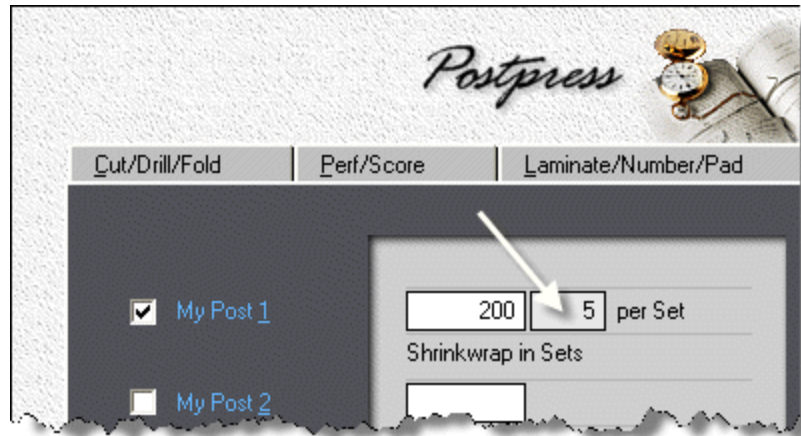 Postpress
Cut/Drill/Fold Perf/Score Laminate/Number/Pad
My Post 1 200 5 per Set
Shrinkwrap in Sets
My Post 2